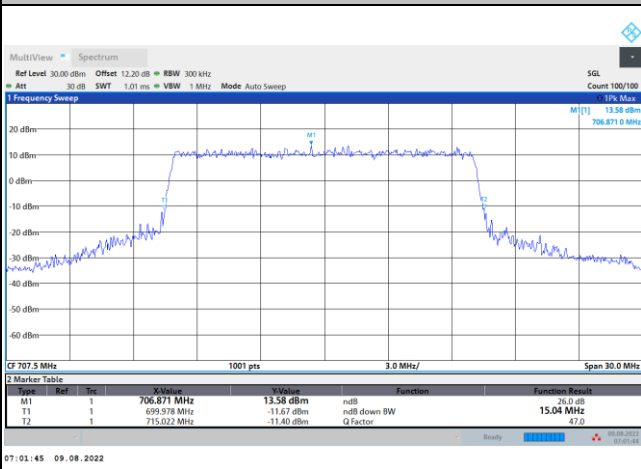 MultiView Spectrum
Ref Level 30.00 dBm Offset 12.20 dB RBW 300 kHz SGL
Att 30 dB SWT 1.01 ms VBW 1 MHz Mode Auto Sweep Count 100/100
1 Frequency Sweep 1Pk Max
M1[1] 13.58 dBm
706.871 0 MHz
20 dBm
M1
10 dBm
0 dBm
T1
T2
-10 dBm
-20 dBm
-30 dBm
-40 dBm
-50 dBm
-60 dBm
CF 707.5 MHz 1001 pts 3.0 MHz/ Span 30.0 MHz
2 Marker Table
Type Ref Trc X-Value Y-Value Function Function Result
M1 1 706.871 MHz 13.58 dBm ndB 26.0 dB
T1 1 699.978 MHz -11.67 dBm ndB down BW 15.04 MHz
T2 1 715.022 MHz -11.40 dBm Q Factor 47.0
Ready 09.08.2022
07:01:44
07:01:45 09.08.2022